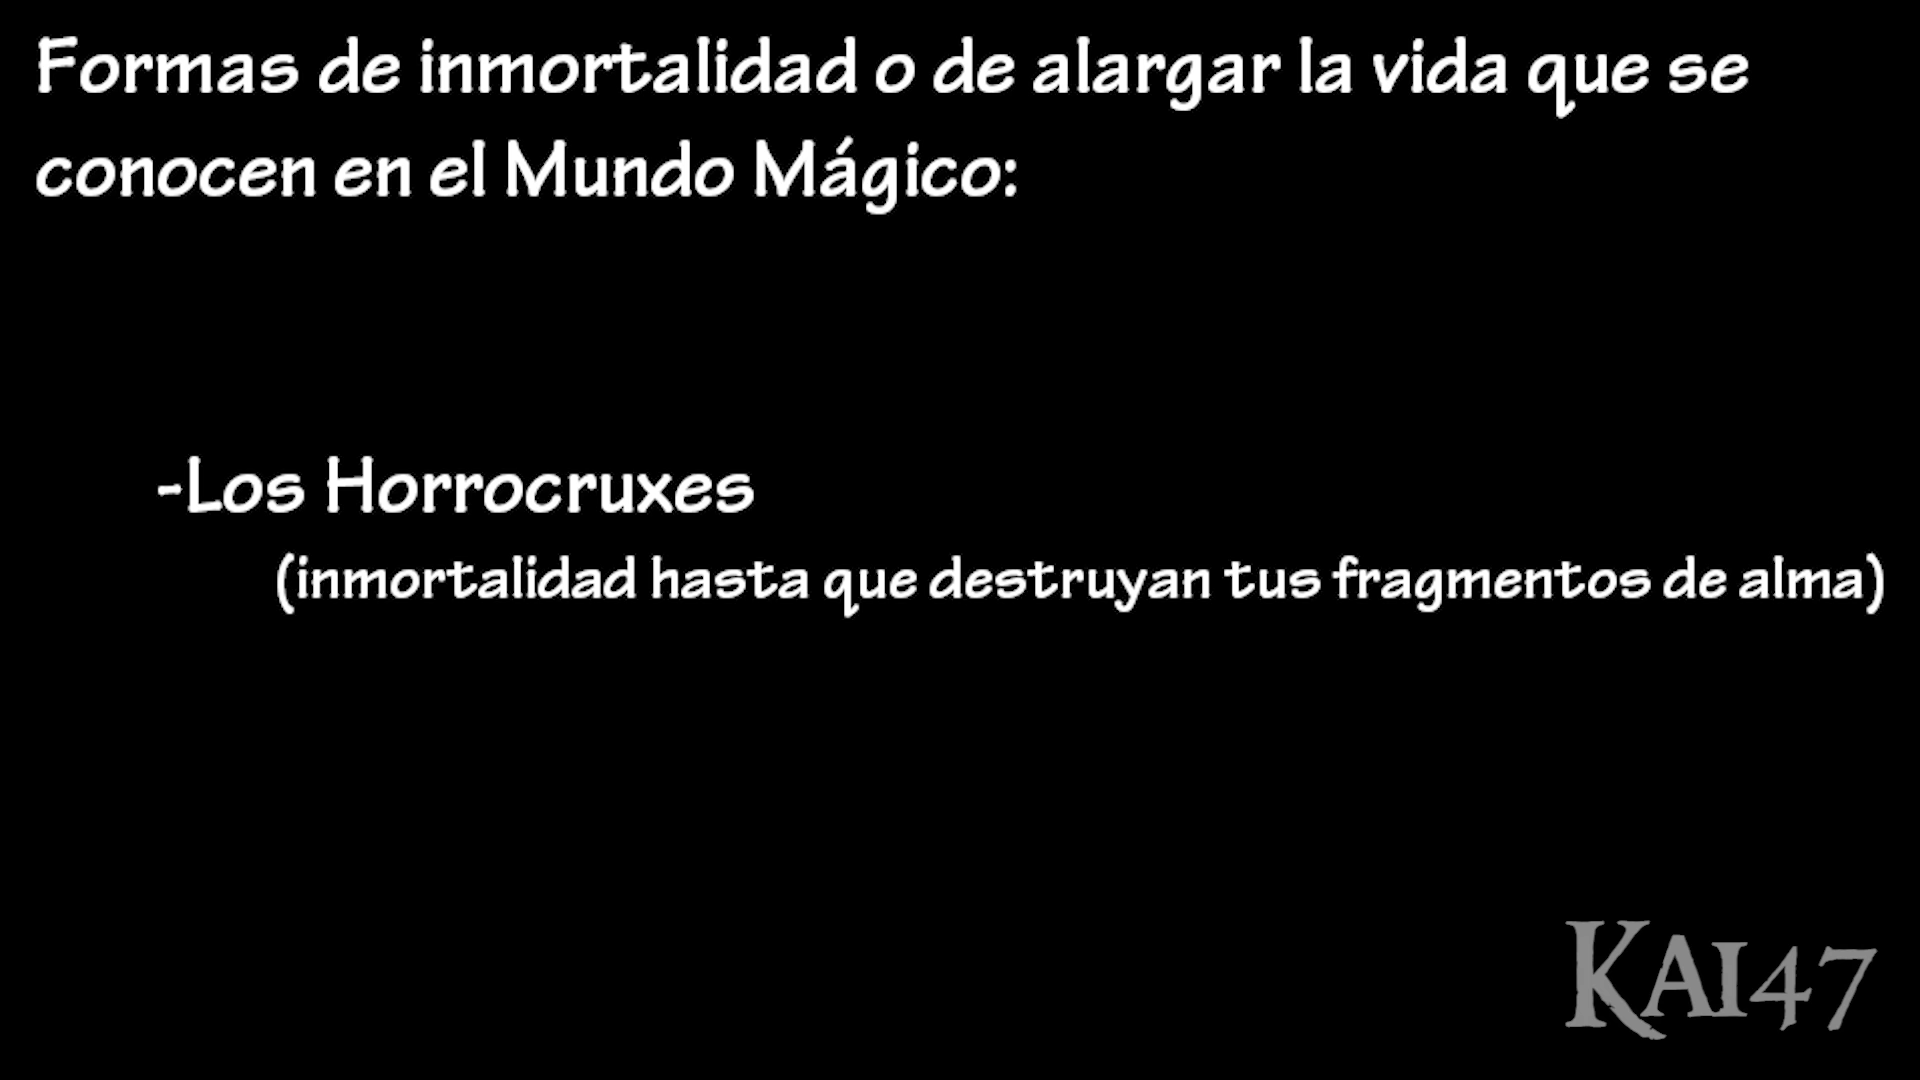 Formas de inmortalidad o de alargar la vida que se
conocen en el Mundo Mágico:
-Los Horrocruxes
(inmortalidad hasta que destruyan tus fragmentos de alma)
KAI47